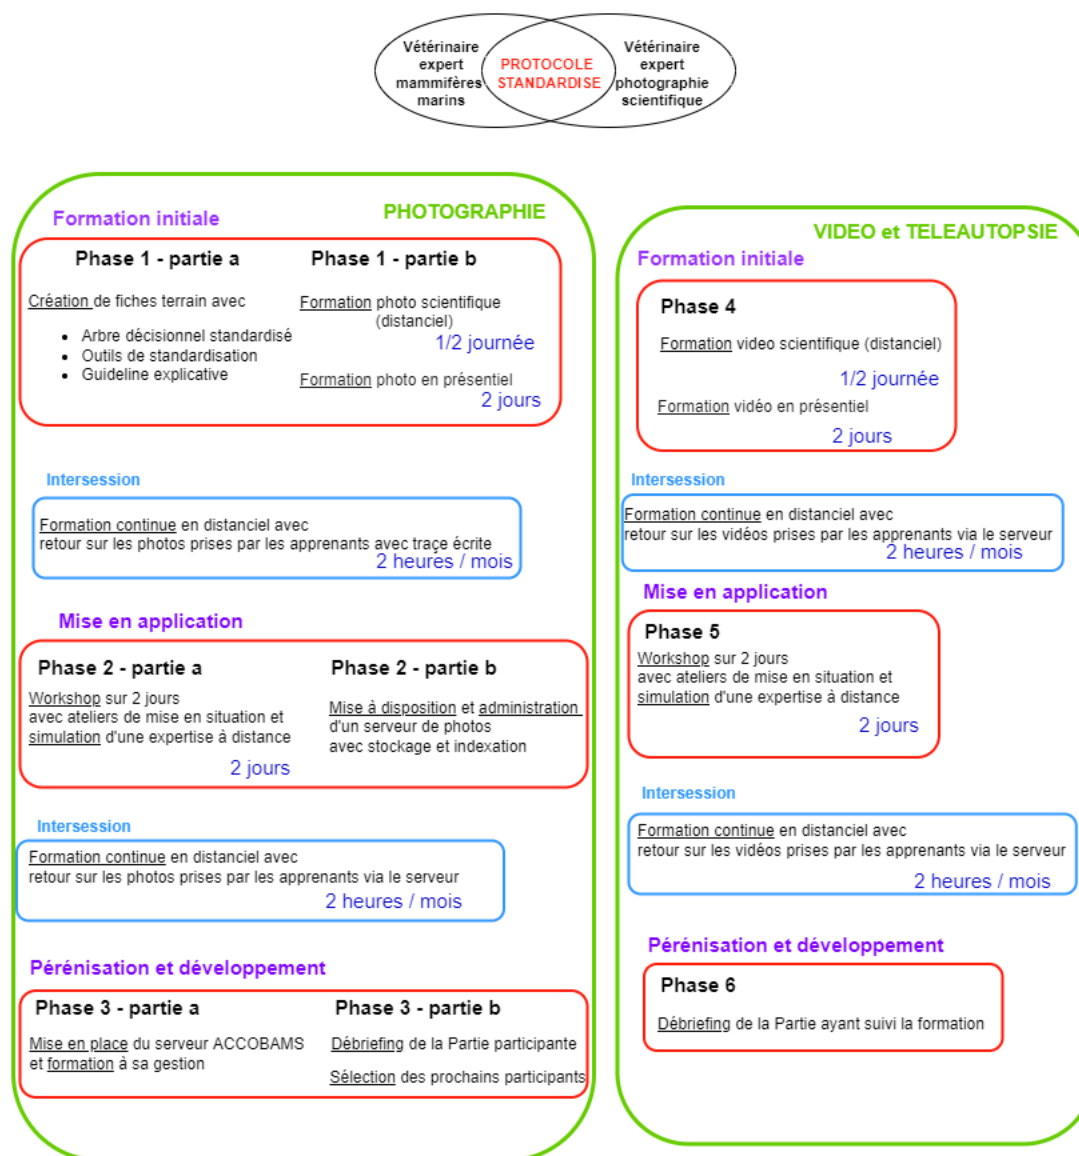 Vétérinaire
expert
mammifères
marins
PROTOCOLE
STANDARDISE
Vétérinaire
expert
photographie
scientifique
PHOTOGRAPHIE
Formation initiale
Phase 1 - partie a
Création de fiches terrain avec
• Arbre décisionnel standardisé
• Outils de standardisation
• Guideline explicative
Phase 1 - partie b
Formation photo scientifique
(distanciel)
1/2 journée
Formation photo en présentiel
2 jours
Intersession
Formation continue en distanciel avec
retour sur les photos prises par les apprenants avec traçe écrite
2 heures / mois
Mise en application
Phase 2 - partie a
Workshop sur 2 jours
avec ateliers de mise en situation et
simulation d'une expertise à distance
2 jours
Phase 2 - partie b
Mise à disposition et administration
d'un serveur de photos
avec stockage et indexation
Intersession
Formation continue en distanciel avec
retour sur les photos prises par les apprenants via le serveur
2 heures / mois
Pérénisation et développement
Phase 3 - partie a
Mise en place du serveur ACCOBAMS
et formation à sa gestion
Phase 3 - partie b
Débriefing de la Partie participante
Sélection des prochains participants
VIDEO et TELEAUTOPSIE
Formation initiale
Phase 4
Formation video scientifique (distanciel)
1/2 journée
Formation vidéo en présentiel
2 jours
Intersession
Formation continue en distanciel avec
retour sur les vidéos prises par les apprenants via le serveur
2 heures / mois
Mise en application
Phase 5
Workshop sur 2 jours
avec ateliers de mise en situation et
simulation d'une expertise à distance
2 jours
Intersession
Formation continue en distanciel avec
retour sur les vidéos prises par les apprenants via le serveur
2 heures / mois
Pérénisation et développement
Phase 6
Débriefing de la Partie ayant suivi la formation